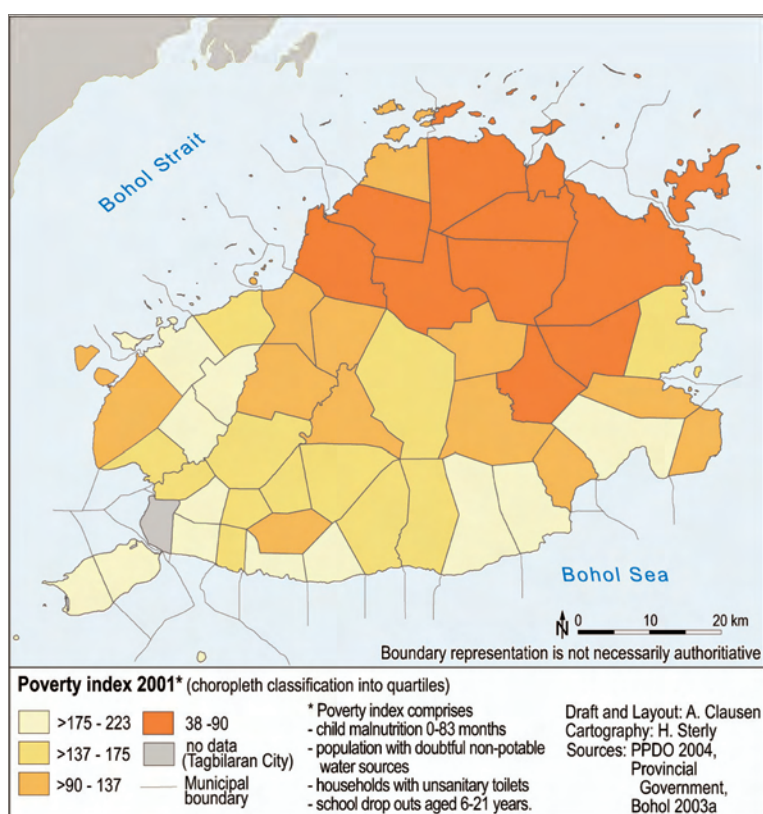 Bohol Strait
Bohol Sea
N
0 10 20 km
Boundary representation is not necessarily authoritiative
Poverty index 2001* (choropleth classification into quartiles)
>175 - 223
>137 - 175
>90 - 137
38 -90
no data
(Tagbilaran City)
Municipal
boundary
* Poverty index comprises
- child malnutrition 0-83 months
- population with doubtful non-potable
water sources
- households with unsanitary toilets
- school drop outs aged 6-21 years.
Draft and Layout: A. Clausen
Cartography: H. Sterly
Sources: PPDO 2004,
Provincial
Government,
Bohol 2003a